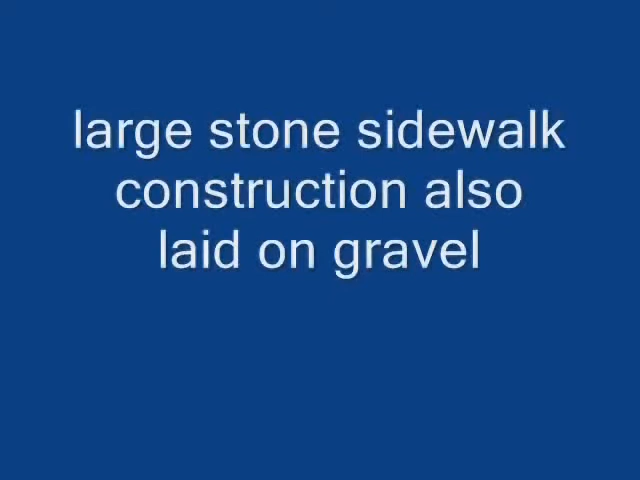 large stone sidewalk
construction also
laid on gravel